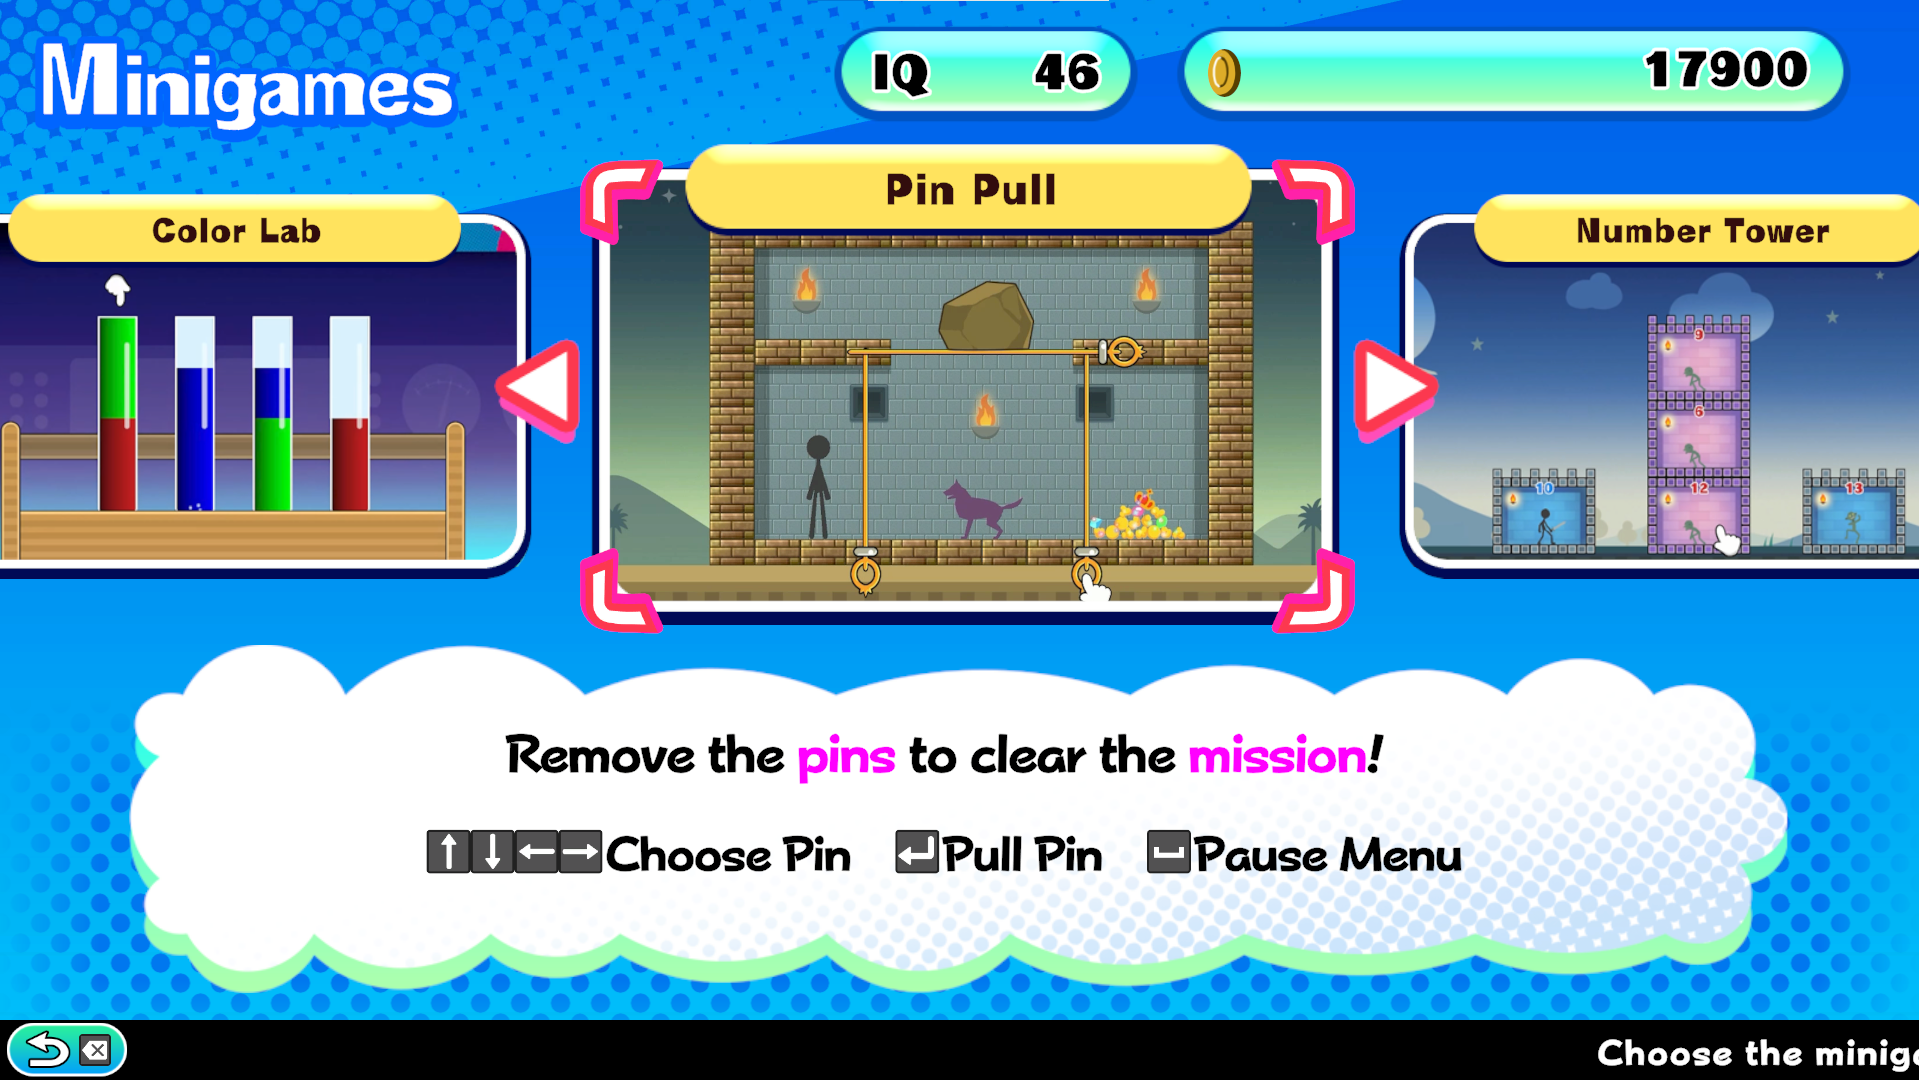 Minigames
IQ 46
17900
Color Lab
Pin Pull
Number Tower
9
6
10
12
13
Remove the pins to clear the mission!
Choose Pin Pull Pin Pause Menu
Choose the miniga